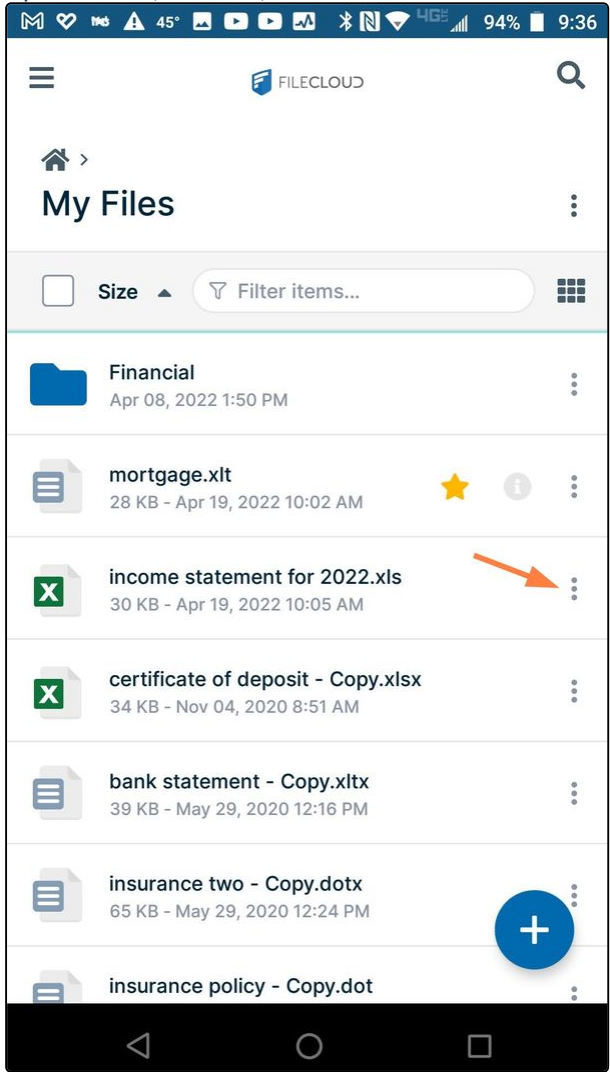 45° 4GE 94% 9:36
FILECLOUD
My Files
Size Filter items...
Financial
Apr 08, 2022 1:50 PM
mortgage.xlt
28 KB - Apr 19, 2022 10:02 AM
income statement for 2022.xls
30 KB - Apr 19, 2022 10:05 AM
certificate of deposit - Copy.xlsx
34 KB - Nov 04, 2020 8:51 AM
bank statement - Copy.xltx
39 KB - May 29, 2020 12:16 PM
insurance two - Copy.dotx
65 KB - May 29, 2020 12:24 PM
insurance policy - Copy.dot